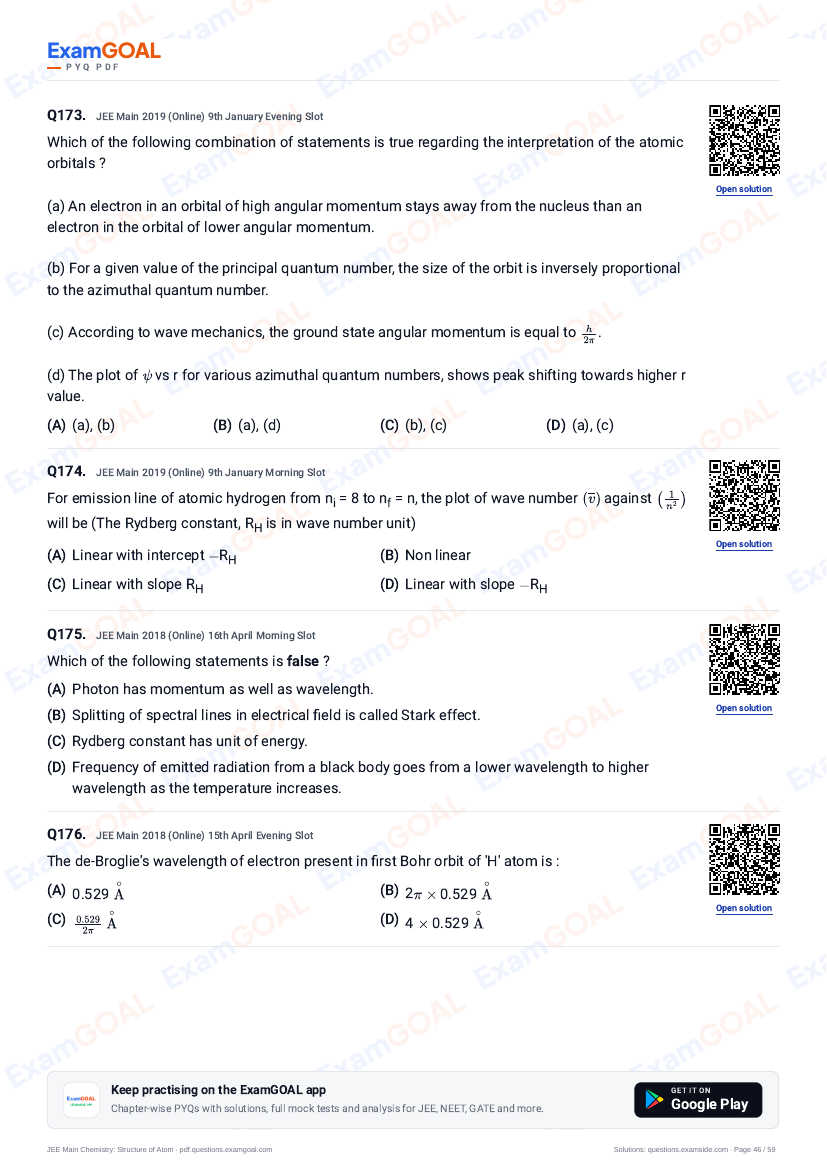 ExamGOAL
PYQ PDF
Q173. JEE Main 2019 (Online) 9th January Evening Slot
Which of the following combination of statements is true regarding the interpretation of the atomic
orbitals ?
Open solution
(a) An electron in an orbital of high angular momentum stays away from the nucleus than an
electron in the orbital of lower angular momentum.
(b) For a given value of the principal quantum number, the size of the orbit is inversely proportional
to the azimuthal quantum number.
(c) According to wave mechanics, the ground state angular momentum is equal to h/2π.
(d) The plot of ψ vs r for various azimuthal quantum numbers, shows peak shifting towards higher r
value.
(A) (a), (b) (B) (a), (d) (C) (b), (c) (D) (a), (c)
Q174. JEE Main 2019 (Online) 9th January Morning Slot
For emission line of atomic hydrogen from nᵢ = 8 to n_f = n, the plot of wave number (v̅) against (1/n²)
will be (The Rydberg constant, R_H is in wave number unit)
Open solution
(A) Linear with intercept −R_H (B) Non linear
(C) Linear with slope R_H (D) Linear with slope −R_H
Q175. JEE Main 2018 (Online) 16th April Morning Slot
Which of the following statements is false ?
(A) Photon has momentum as well as wavelength.
Open solution
(B) Splitting of spectral lines in electrical field is called Stark effect.
(C) Rydberg constant has unit of energy.
(D) Frequency of emitted radiation from a black body goes from a lower wavelength to higher
wavelength as the temperature increases.
Q176. JEE Main 2018 (Online) 15th April Evening Slot
The de-Broglie's wavelength of electron present in first Bohr orbit of 'H' atom is :
(A) 0.529 Å (B) 2π × 0.529 Å
Open solution
(C) 0.529/2π Å (D) 4 × 0.529 Å
Keep practising on the ExamGOAL app
Chapter-wise PYQs with solutions, full mock tests and analysis for JEE, NEET, GATE and more.
GET IT ON
Google Play
JEE Main Chemistry: Structure of Atom · pdf.questions.examgoal.com
Solutions: questions.examside.com · Page 46 / 59